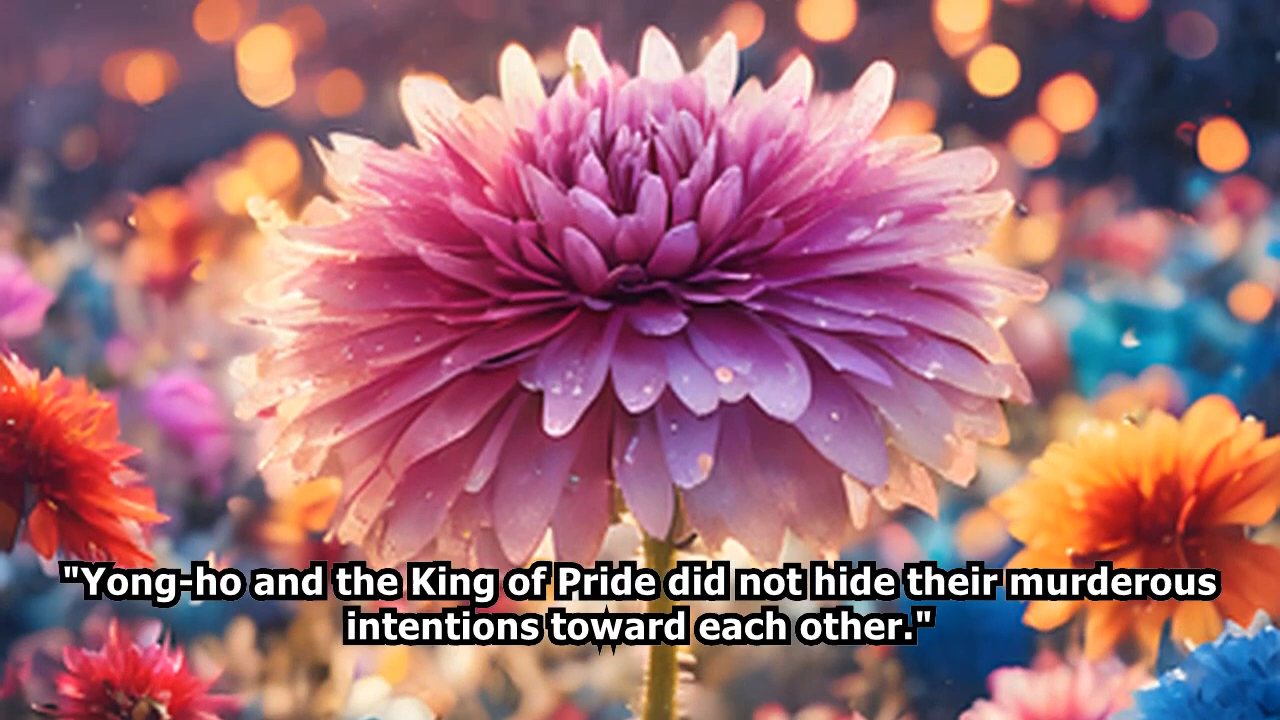 "Yong-ho and the King of Pride did not hide their murderous
intentions toward each other."